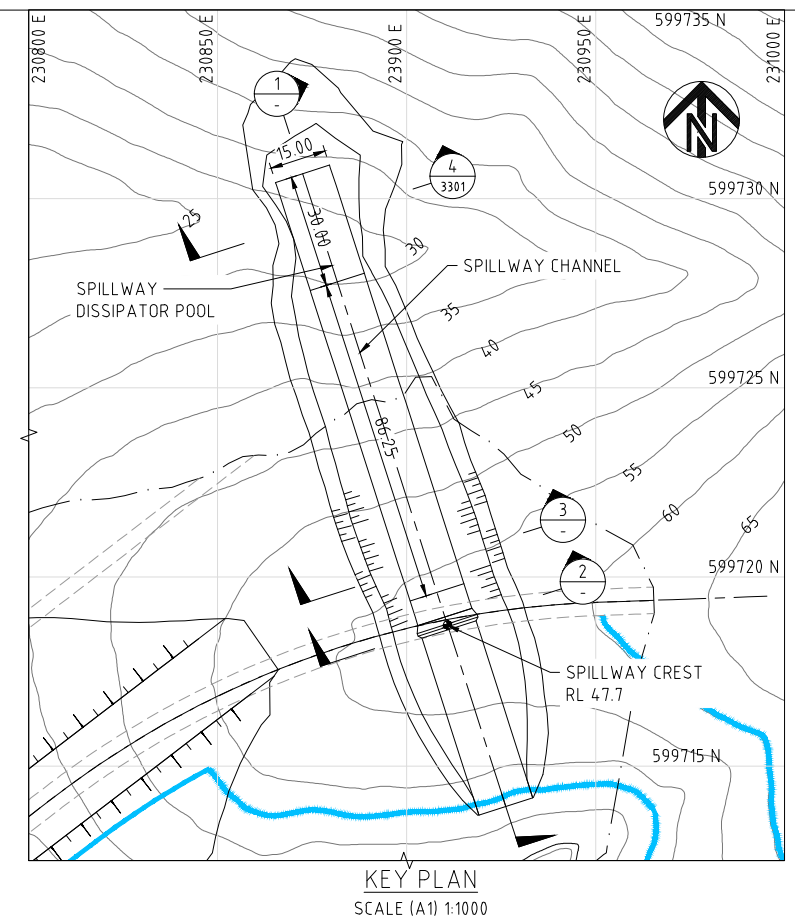 230800 E
230850 E
23900 E
230950 E
231000 E
599735 N
1
-
15.00
4
3301
N
599730 N
25
30.00
30
SPILLWAY CHANNEL
SPILLWAY
DISSIPATOR POOL
35
40
599725 N
45
86.25
50
55
60
65
3
-
2
-
599720 N
SPILLWAY CREST
RL 47.7
599715 N
KEY PLAN
SCALE (A1) 1:1000